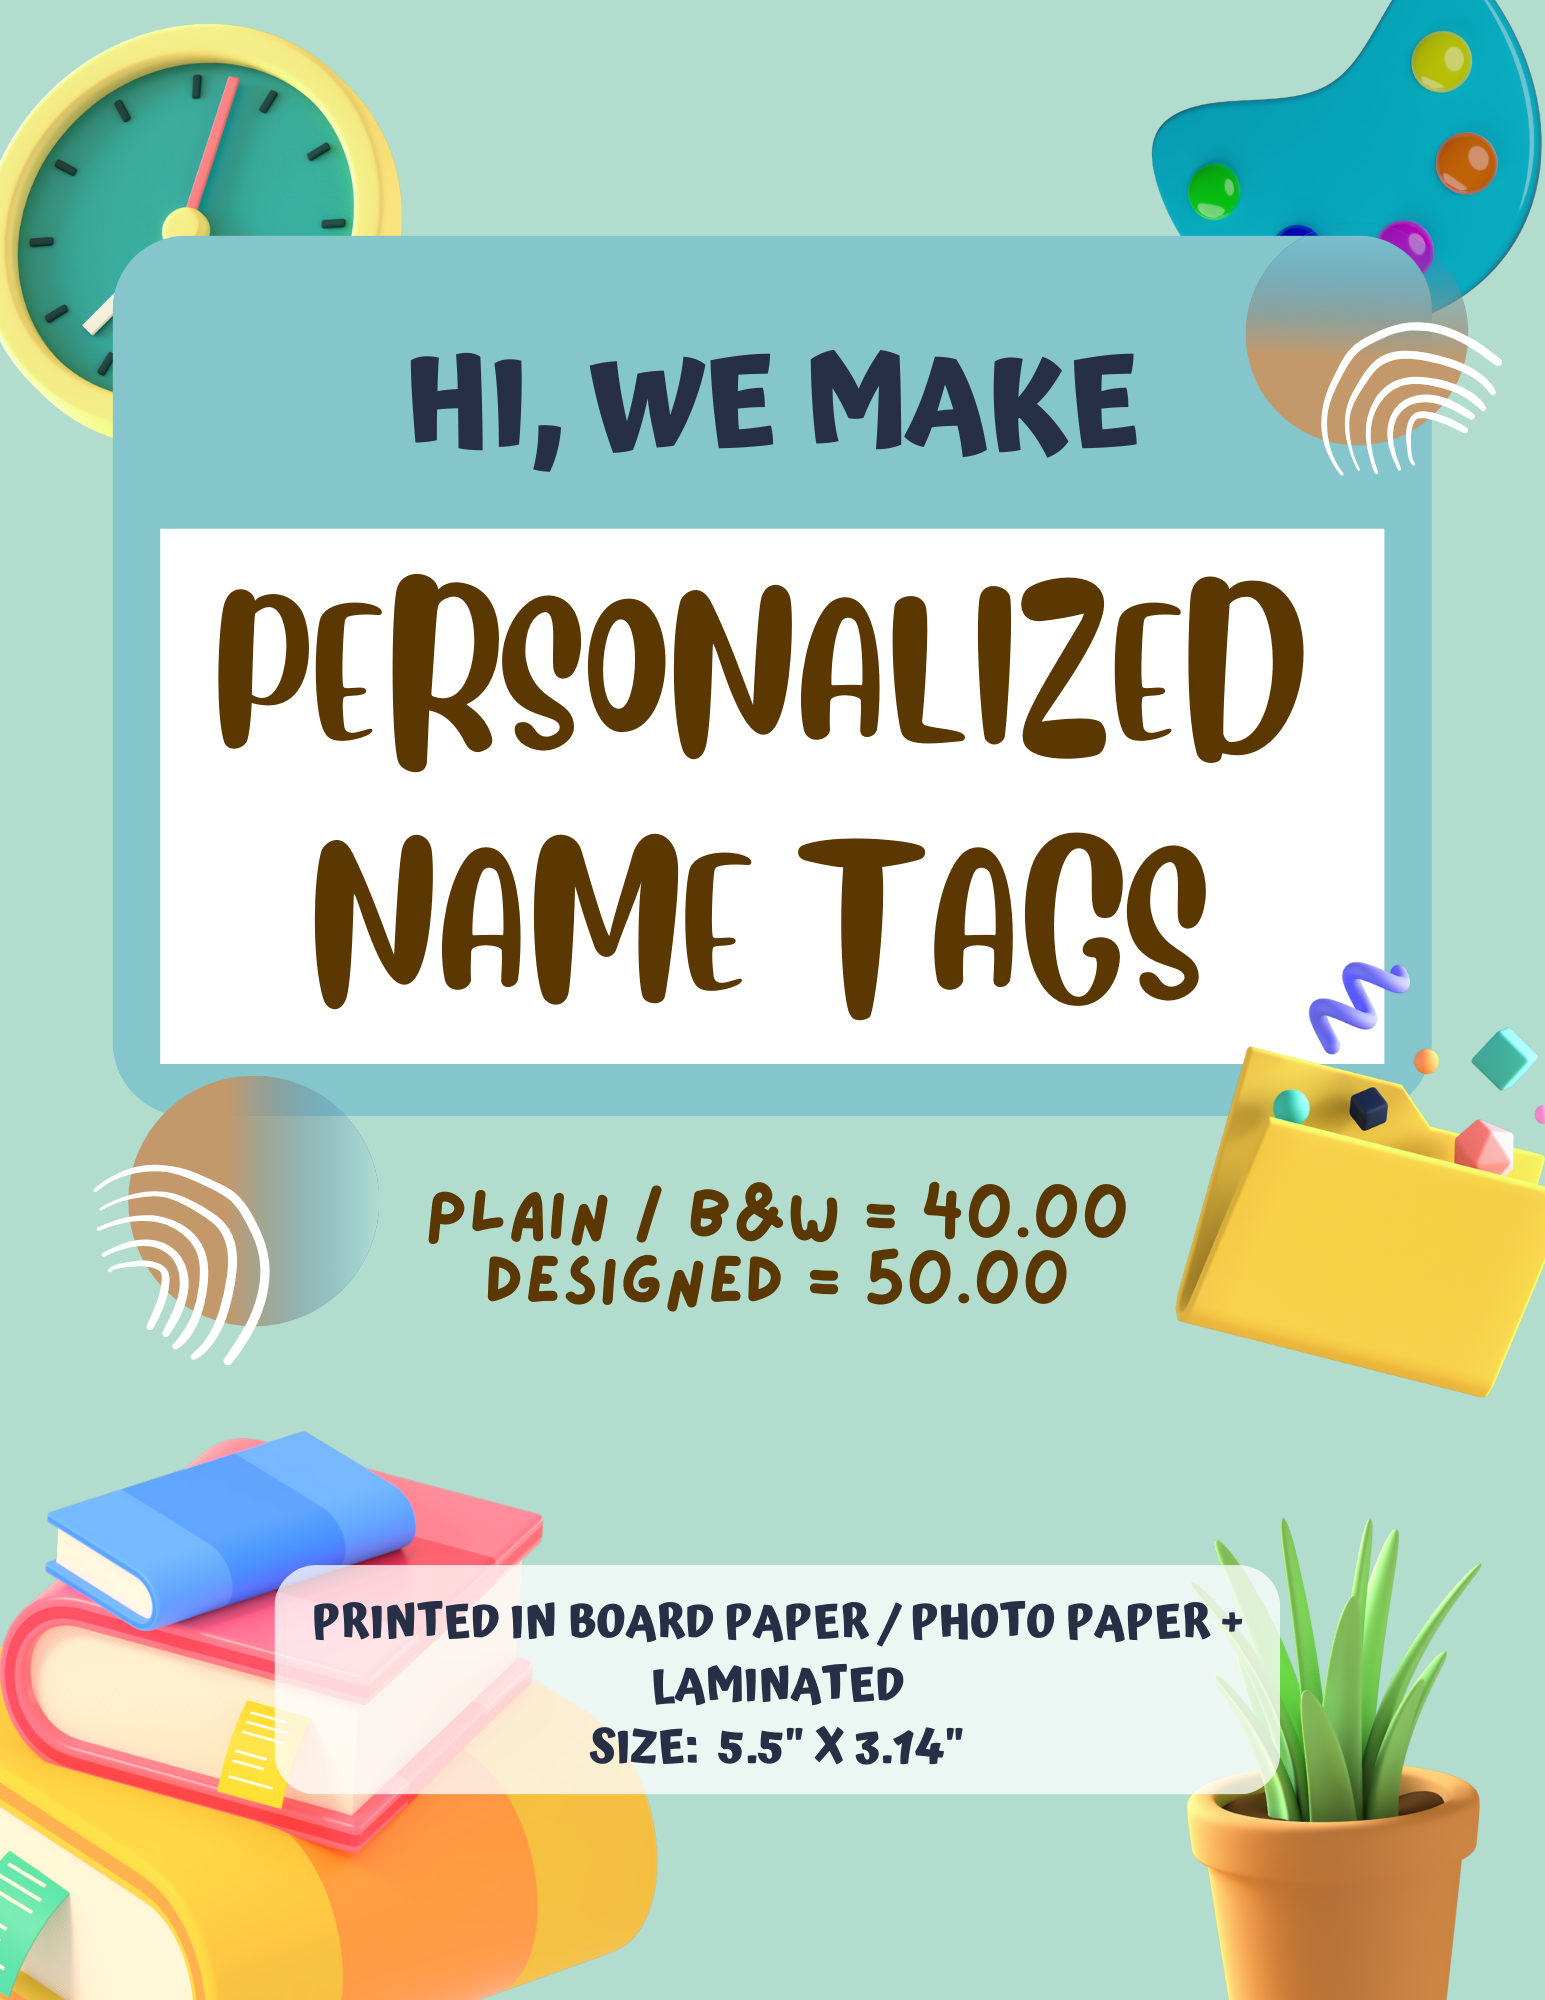 HI, WE MAKE
PERSONALIZED
NAME TAGS
PLAIN / B&W = 40.00
DESIGNED = 50.00
PRINTED IN BOARD PAPER / PHOTO PAPER +
LAMINATED
SIZE: 5.5" X 3.14"